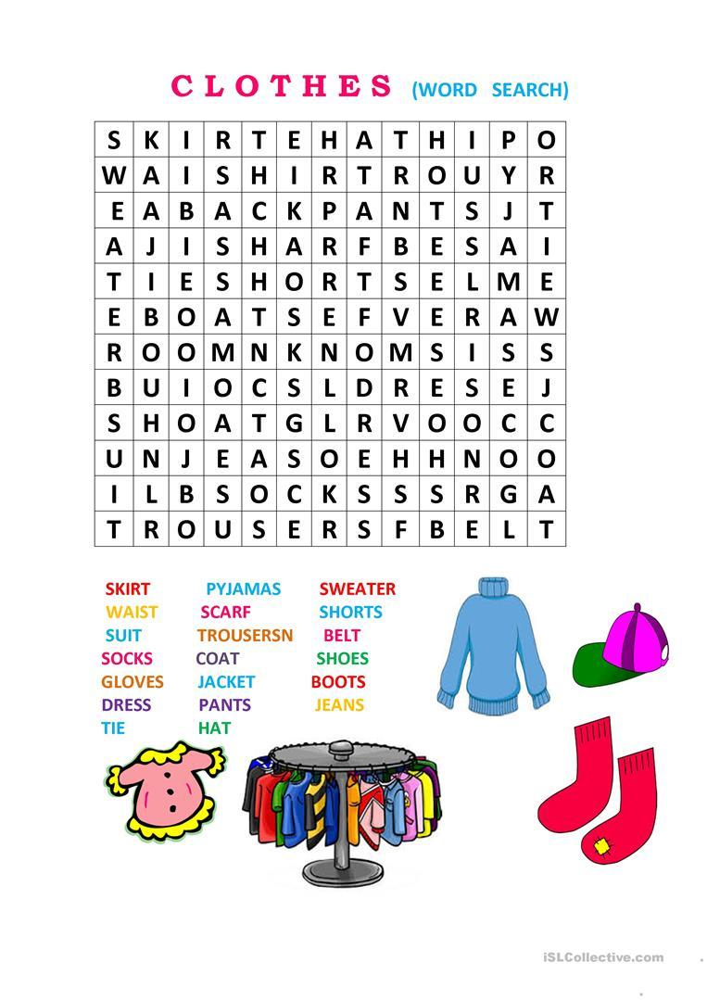 CLOTHES (WORD SEARCH)
S K I R T E H A T H I P O
W A I S H I R T R O U Y R
E A B A C K P A N T S J T
A J I S H A R F B E S A I
T I E S H O R T S E L M E
E B O A T S E F V E R A W
R O O M N K N O M S I S S
B U I O C S L D R E S E J
S H O A T G L R V O O C C
U N J E A S O E H H N O O
I L B S O C K S S S R G A
T R O U S E R S F B E L T
SKIRT PYJAMAS SWEATER
WAIST SCARF SHORTS
SUIT TROUSERSN BELT
SOCKS COAT SHOES
GLOVES JACKET BOOTS
DRESS PANTS JEANS
TIE HAT
iSLCollective.com